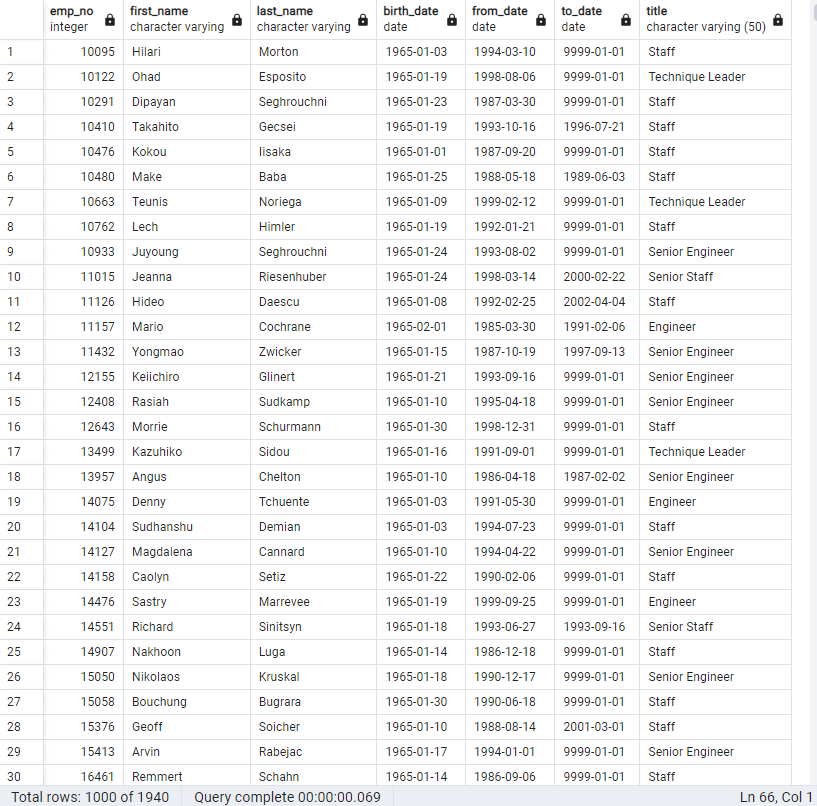 emp_no first_name last_name birth_date from_date to_date title
integer character varying character varying date date date character varying (50)
1 10095 Hilari Morton 1965-01-03 1994-03-10 9999-01-01 Staff
2 10122 Ohad Esposito 1965-01-19 1998-08-06 9999-01-01 Technique Leader
3 10291 Dipayan Seghrouchni 1965-01-23 1987-03-30 9999-01-01 Staff
4 10410 Takahito Gecsei 1965-01-19 1993-10-16 1996-07-21 Staff
5 10476 Kokou Iisaka 1965-01-01 1987-09-20 9999-01-01 Staff
6 10480 Make Baba 1965-01-25 1988-05-18 1989-06-03 Staff
7 10663 Teunis Noriega 1965-01-09 1999-02-12 9999-01-01 Technique Leader
8 10762 Lech Himler 1965-01-19 1992-01-21 9999-01-01 Staff
9 10933 Juyoung Seghrouchni 1965-01-24 1993-08-02 9999-01-01 Senior Engineer
10 11015 Jeanna Riesenhuber 1965-01-24 1998-03-14 2000-02-22 Senior Staff
11 11126 Hideo Daescu 1965-01-08 1992-02-25 2002-04-04 Staff
12 11157 Mario Cochrane 1965-02-01 1985-03-30 1991-02-06 Engineer
13 11432 Yongmao Zwicker 1965-01-15 1987-10-19 1997-09-13 Senior Engineer
14 12155 Keiichiro Glinert 1965-01-21 1993-09-16 9999-01-01 Senior Engineer
15 12408 Rasiah Sudkamp 1965-01-10 1995-04-18 9999-01-01 Senior Engineer
16 12643 Morrie Schurmann 1965-01-30 1998-12-31 9999-01-01 Staff
17 13499 Kazuhiko Sidou 1965-01-16 1991-09-01 9999-01-01 Technique Leader
18 13957 Angus Chelton 1965-01-10 1986-04-18 1987-02-02 Senior Engineer
19 14075 Denny Tchuente 1965-01-03 1991-05-30 9999-01-01 Engineer
20 14104 Sudhanshu Demian 1965-01-03 1994-07-23 9999-01-01 Staff
21 14127 Magdalena Cannard 1965-01-10 1994-04-22 9999-01-01 Senior Engineer
22 14158 Caolyn Setiz 1965-01-22 1990-02-06 9999-01-01 Staff
23 14476 Sastry Marrevee 1965-01-19 1999-09-25 9999-01-01 Engineer
24 14551 Richard Sinitsyn 1965-01-18 1993-06-27 1993-09-16 Senior Staff
25 14907 Nakhoon Luga 1965-01-14 1986-12-18 9999-01-01 Staff
26 15050 Nikolaos Kruskal 1965-01-18 1990-12-17 9999-01-01 Senior Engineer
27 15058 Bouchung Bugrara 1965-01-30 1990-06-18 9999-01-01 Staff
28 15376 Geoff Soicher 1965-01-10 1988-08-14 2001-03-01 Staff
29 15413 Arvin Rabejac 1965-01-17 1994-01-01 9999-01-01 Senior Engineer
30 16461 Remmert Schahn 1965-01-14 1986-09-06 9999-01-01 Staff
Total rows: 1000 of 1940 Query complete 00:00:00.069 Ln 66, Col 1